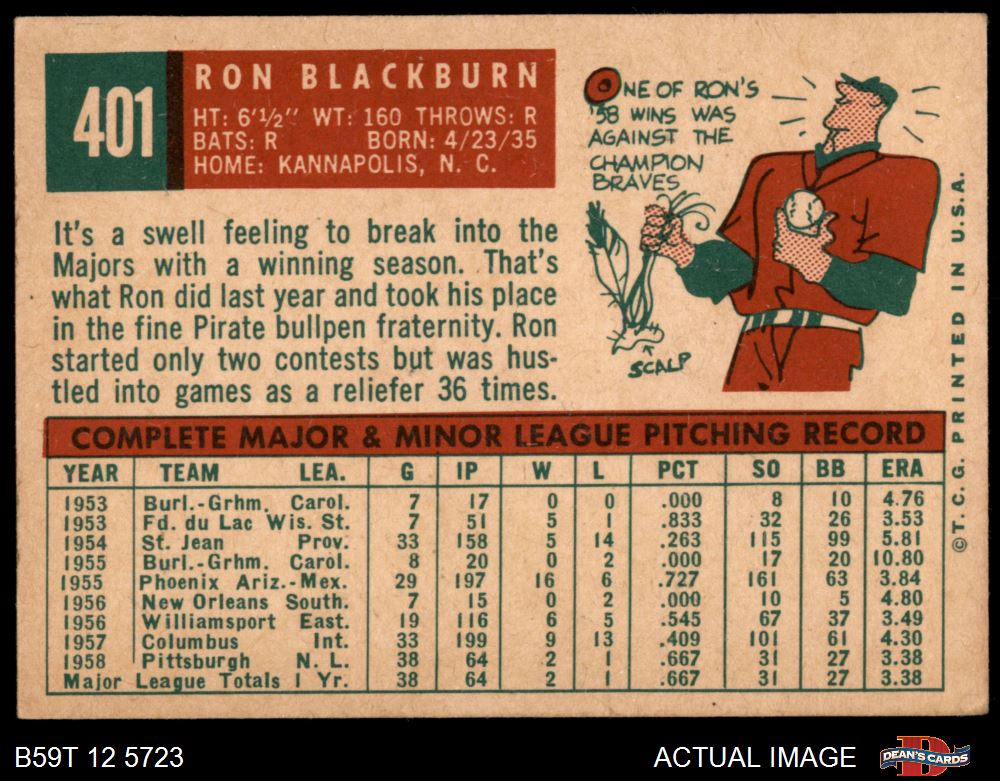 401
RON BLACKBURN
HT: 6'½" WT: 160 THROWS: R
BATS: R BORN: 4/23/35
HOME: KANNAPOLIS, N. C.
ONE OF RON'S
'58 WINS WAS
AGAINST THE
CHAMPION
BRAVES
SCALP
It's a swell feeling to break into the
Majors with a winning season. That's
what Ron did last year and took his place
in the fine Pirate bullpen fraternity. Ron
started only two contests but was hus-
tled into games as a reliefer 36 times.
COMPLETE MAJOR & MINOR LEAGUE PITCHING RECORD
YEAR TEAM LEA. G IP W L PCT SO BB ERA
1953 Burl.-Grhm. Carol. 7 17 0 0 .000 8 10 4.76
1953 Fd. du Lac Wis. St. 7 51 5 1 .833 32 26 3.53
1954 St. Jean Prov. 33 158 5 14 .263 115 99 5.81
1955 Burl.-Grhm. Carol. 8 20 0 2 .000 17 20 10.80
1955 Phoenix Ariz.-Mex. 29 197 16 6 .727 161 63 3.84
1956 New Orleans South. 7 15 0 2 .000 10 5 4.80
1956 Williamsport East. 19 116 6 5 .545 67 37 3.49
1957 Columbus Int. 33 199 9 13 .409 101 61 4.30
1958 Pittsburgh N. L. 38 64 2 1 .667 31 27 3.38
Major League Totals 1 Yr. 38 64 2 1 .667 31 27 3.38
© T. C. G. PRINTED IN U.S.A.
B59T 12 5723
ACTUAL IMAGE
DEAN'S CARDS